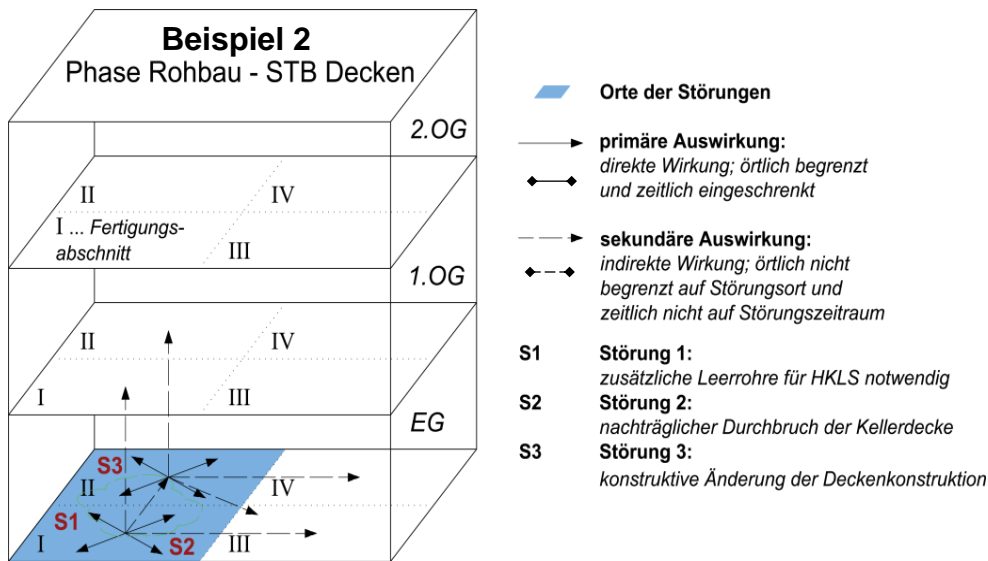 Beispiel 2
Phase Rohbau - STB Decken
2.OG
II
IV
I ... Fertigungs-
abschnitt
III
1.OG
II
IV
I
III
EG
S3
II
IV
S1
I
S2
III
Orte der Störungen
primäre Auswirkung:
direkte Wirkung; örtlich begrenzt
und zeitlich eingeschrenkt
sekundäre Auswirkung:
indirekte Wirkung; örtlich nicht
begrenzt auf Störungsort und
zeitlich nicht auf Störungszeitraum
S1 Störung 1:
zusätzliche Leerrohre für HKLS notwendig
S2 Störung 2:
nachträglicher Durchbruch der Kellerdecke
S3 Störung 3:
konstruktive Änderung der Deckenkonstruktion